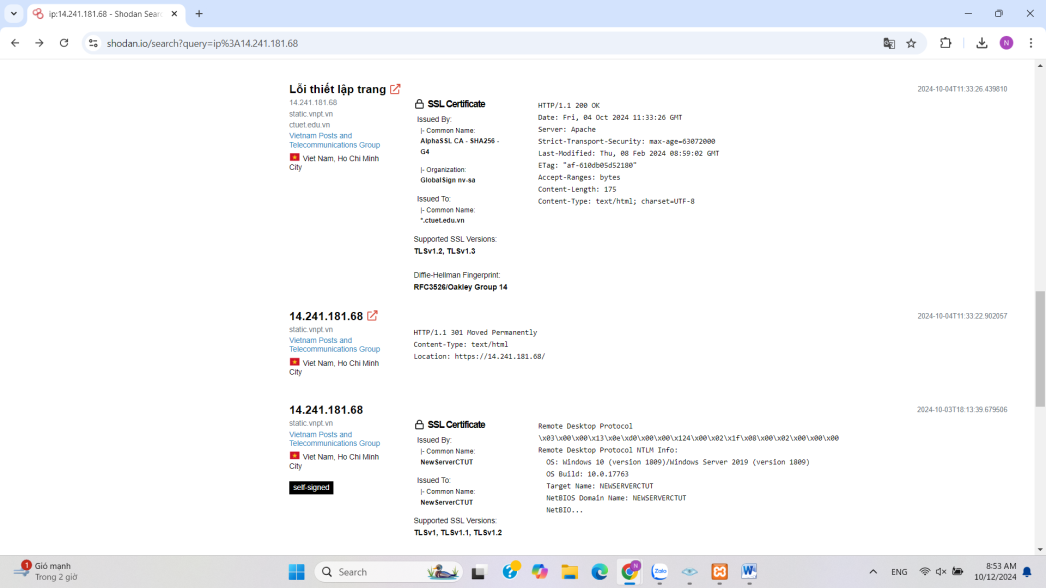 ip:14.241.181.68 - Shodan Sear
shodan.io/search?query=ip%3A14.241.181.68
N
Lỗi thiết lập trang
14.241.181.68
static.vnpt.vn
ctuet.edu.vn
Vietnam Posts and
Telecommunications Group
Viet Nam, Ho Chi Minh
City
SSL Certificate
Issued By:
|- Common Name:
AlphaSSL CA - SHA256 -
G4
|- Organization:
GlobalSign nv-sa
Issued To:
|- Common Name:
*.ctuet.edu.vn
Supported SSL Versions:
TLSv1.2, TLSv1.3
Diffie-Hellman Fingerprint:
RFC3526/Oakley Group 14
HTTP/1.1 200 OK
Date: Fri, 04 Oct 2024 11:33:26 GMT
Server: Apache
Strict-Transport-Security: max-age=63072000
Last-Modified: Thu, 08 Feb 2024 08:59:02 GMT
ETag: "af-610db05d52180"
Accept-Ranges: bytes
Content-Length: 175
Content-Type: text/html; charset=UTF-8
2024-10-04T11:33:26.439810
14.241.181.68
static.vnpt.vn
Vietnam Posts and
Telecommunications Group
Viet Nam, Ho Chi Minh
City
HTTP/1.1 301 Moved Permanently
Content-Type: text/html
Location: https://14.241.181.68/
2024-10-04T11:33:22.902057
14.241.181.68
static.vnpt.vn
Vietnam Posts and
Telecommunications Group
Viet Nam, Ho Chi Minh
City
self-signed
SSL Certificate
Issued By:
|- Common Name:
NewServerCTUT
Issued To:
|- Common Name:
NewServerCTUT
Supported SSL Versions:
TLSv1, TLSv1.1, TLSv1.2
Remote Desktop Protocol
\x03\x00\x00\x13\x0e\xd0\x00\x00\x124\x00\x02\x1f\x08\x00\x02\x00\x00\x00
Remote Desktop Protocol NTLM Info:
OS: Windows 10 (version 1809)/Windows Server 2019 (version 1809)
OS Build: 10.0.17763
Target Name: NEWSERVERCTUT
NetBIOS Domain Name: NEWSERVERCTUT
NetBIO...
2024-10-03T18:13:39.679506
1
Gió mạnh
Trong 2 giờ
Search
N
Zalo
W
ENG
8:53 AM
10/12/2024